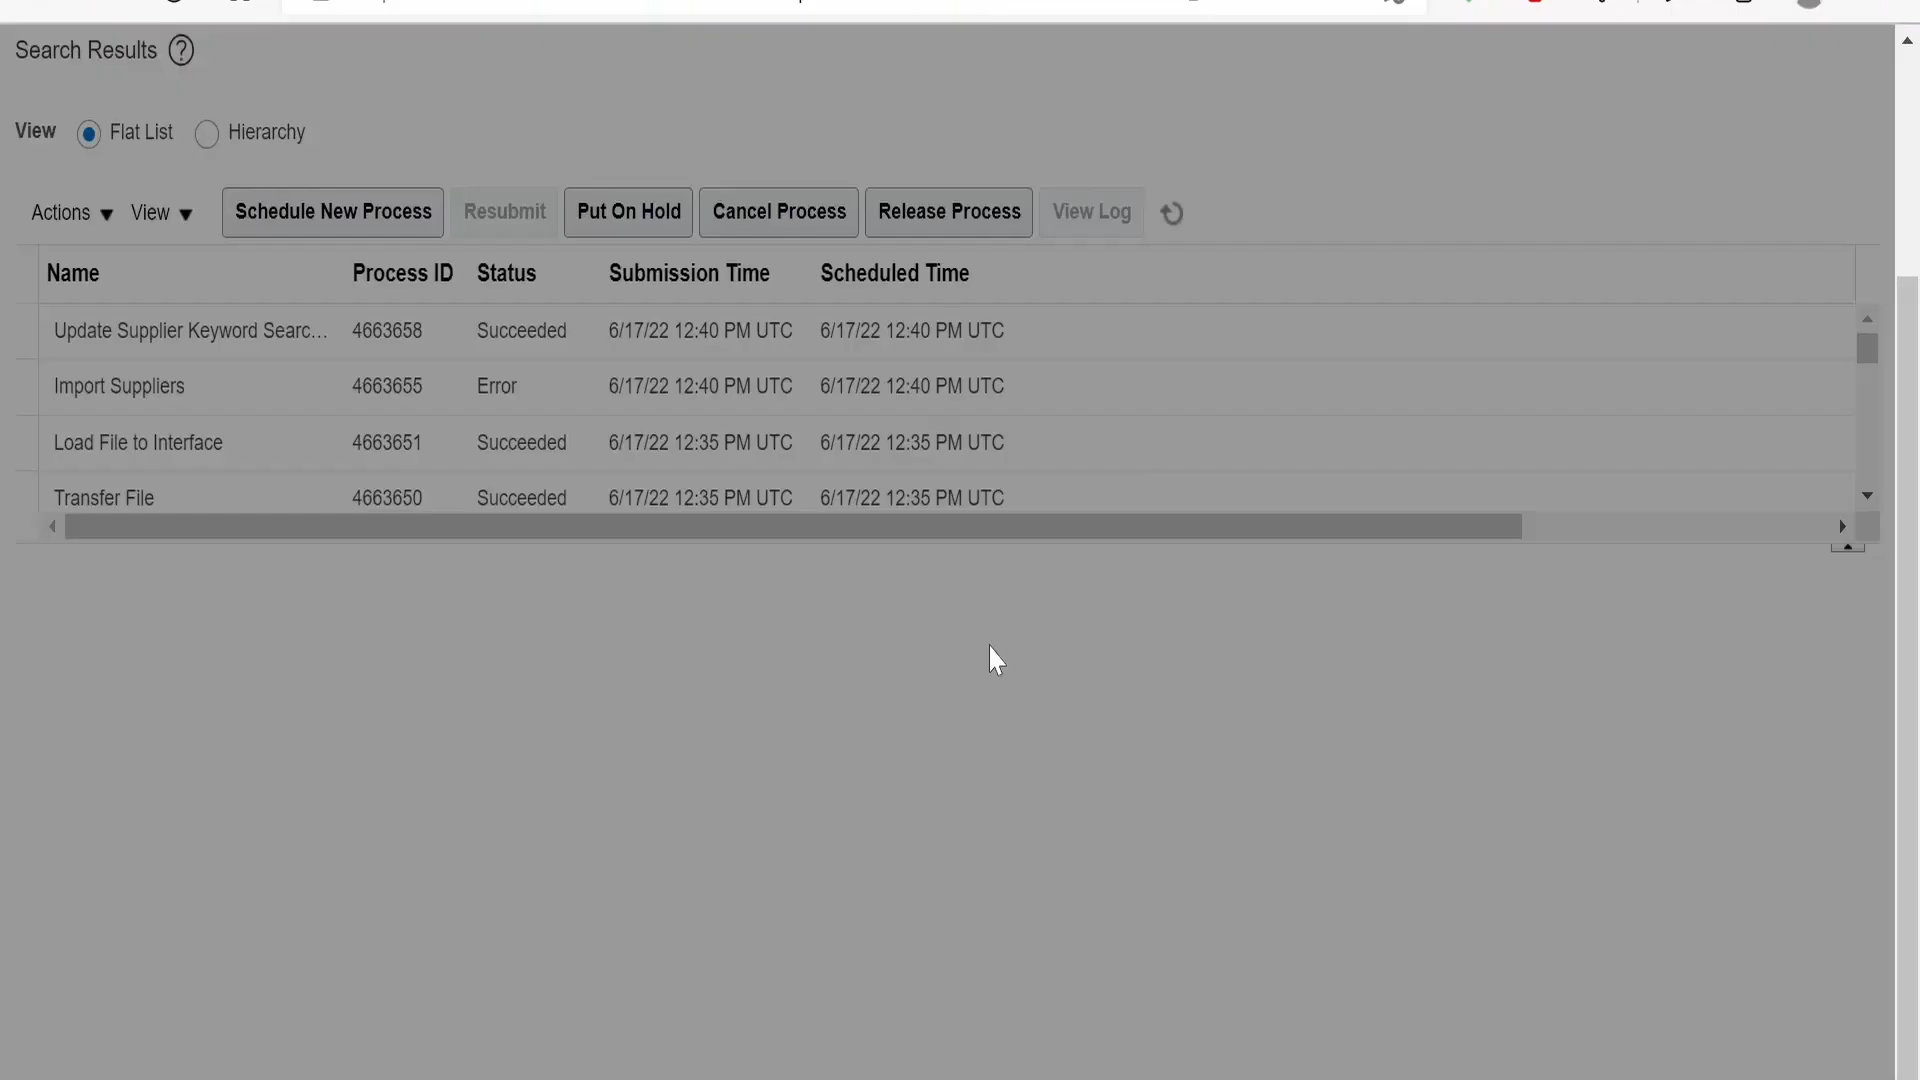 Search Results ?
View Flat List Hierarchy
Actions View Schedule New Process Resubmit Put On Hold Cancel Process Release Process View Log
Name Process ID Status Submission Time Scheduled Time
Update Supplier Keyword Searc... 4663658 Succeeded 6/17/22 12:40 PM UTC 6/17/22 12:40 PM UTC
Import Suppliers 4663655 Error 6/17/22 12:40 PM UTC 6/17/22 12:40 PM UTC
Load File to Interface 4663651 Succeeded 6/17/22 12:35 PM UTC 6/17/22 12:35 PM UTC
Transfer File 4663650 Succeeded 6/17/22 12:35 PM UTC 6/17/22 12:35 PM UTC